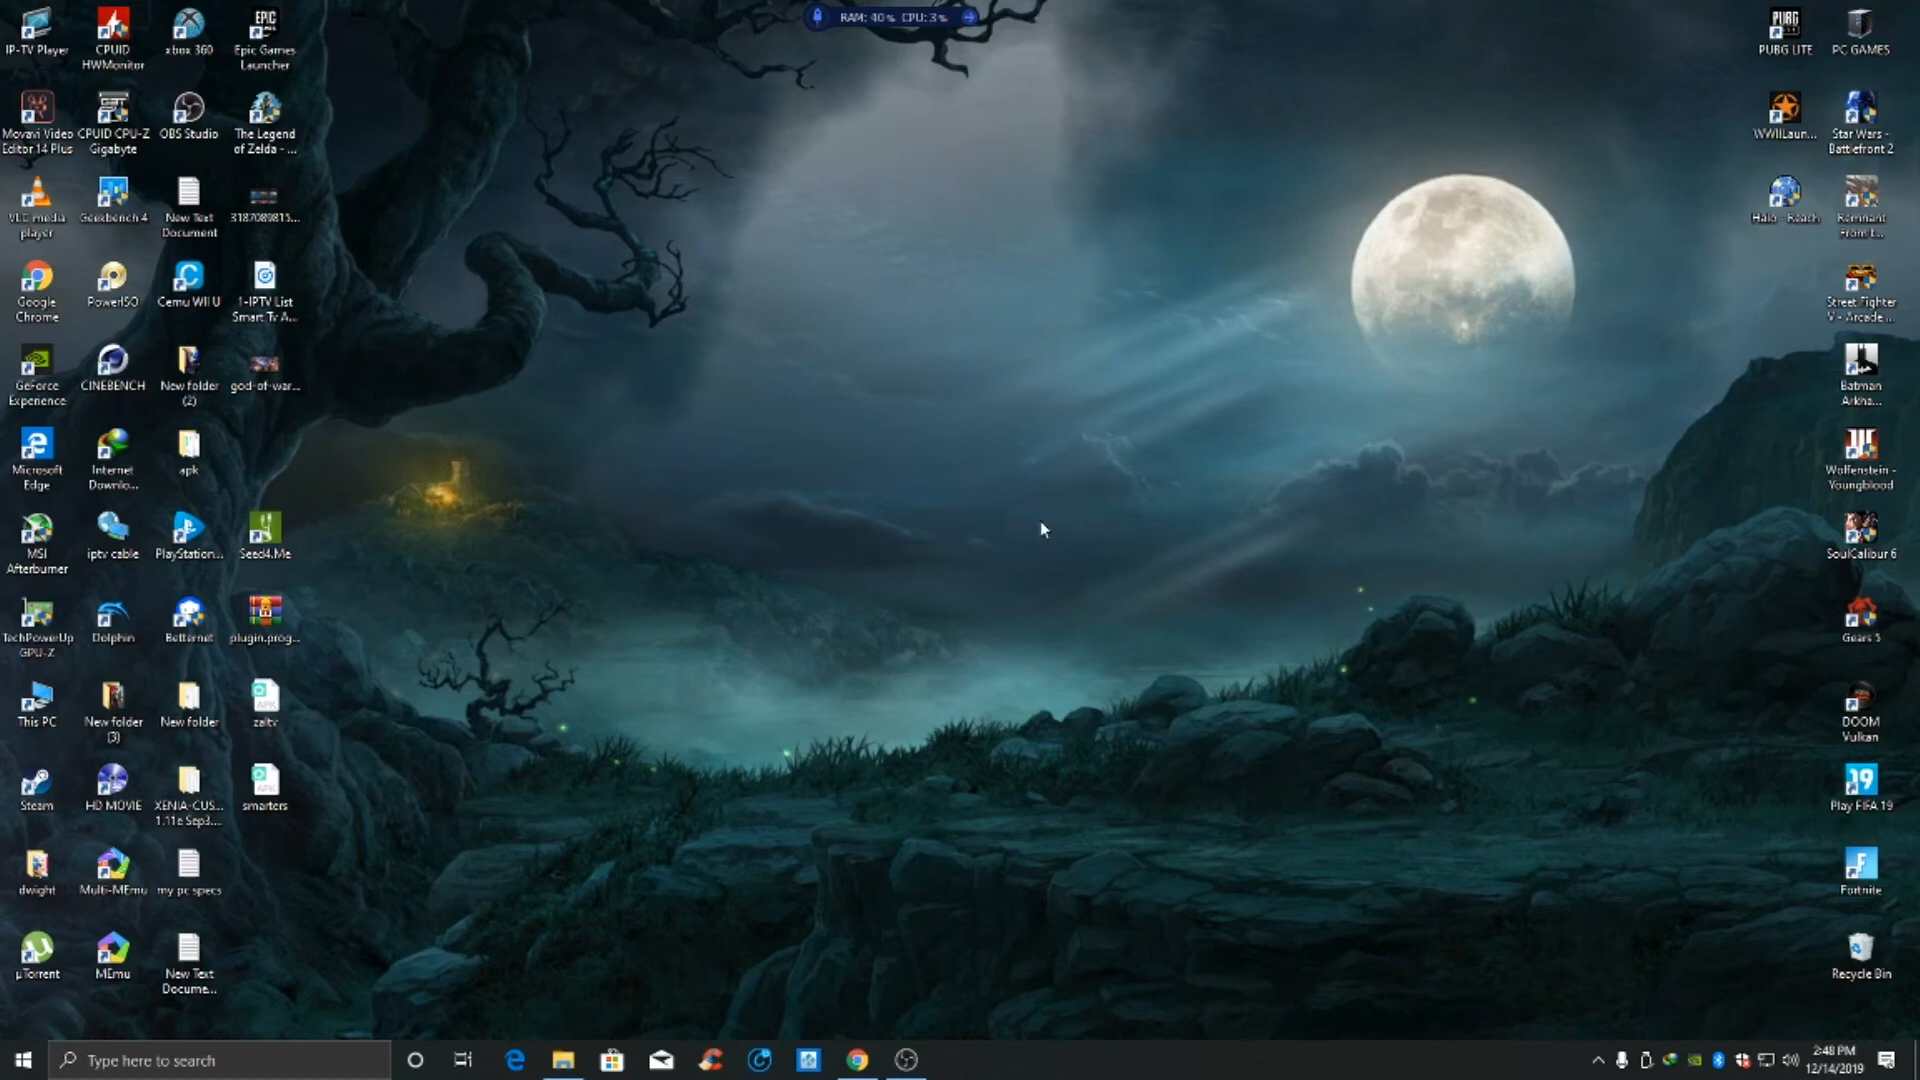 RAM: 40% CPU: 3%
IP-TV Player
CPUID
HWMonitor
xbox 360
Epic Games
Launcher
Movavi Video
Editor 14 Plus
CPUID CPU-Z
Gigabyte
OBS Studio
The Legend
of Zelda - ...
VLC media
player
Geekbench 4
New Text
Document
3187089815...
Google
Chrome
PowerISO
Cemu WII U
1-IPTV List
Smart Tv A...
GeForce
Experience
CINEBENCH
New folder
(2)
god-of-war...
Microsoft
Edge
Internet
Downlo...
apk
MSI
Afterburner
iptv cable
PlayStation...
Seed4.Me
TechPowerUp
GPU-Z
Dolphin
Betternet
plugin.prog...
This PC
New folder
(3)
New folder
APK
zaltv
Steam
HD MOVIE
XENIA-CUS...
1.11e Sep3....
APK
smarters
dwight
Multi-MEmu
my pc specs
µTorrent
MEmu
New Text
Docume...
PUBG LITE
PC GAMES
WWIILaun...
Star Wars -
Battlefront 2
Halo - Reach
Remnant
From t...
Street Fighter
V - Arcade ...
Batman
Arkha...
Wolfenstein -
Youngblood
SoulCalibur 6
Gears 5
DOOM
Vulkan
19
Play FIFA 19
F
Fortnite
Recycle Bin
Type here to search
2:48 PM
12/14/2019